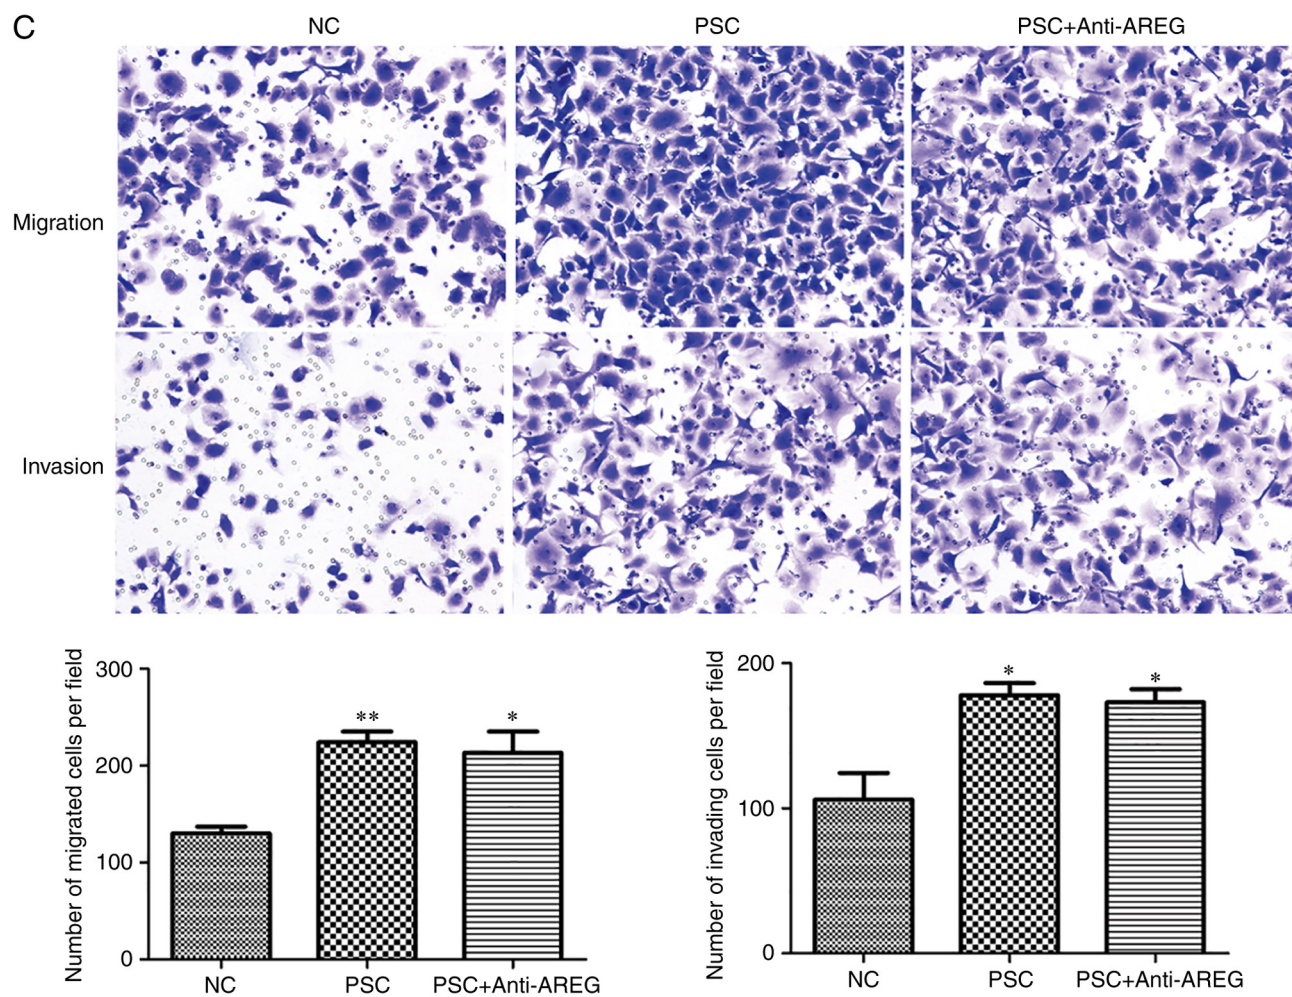 C
NC PSC PSC+Anti-AREG
Migration
Invasion
Number of migrated cells per field
300
200
100
0
** *
NC PSC PSC+Anti-AREG
Number of invading cells per field
200
100
0
* *
NC PSC PSC+Anti-AREG